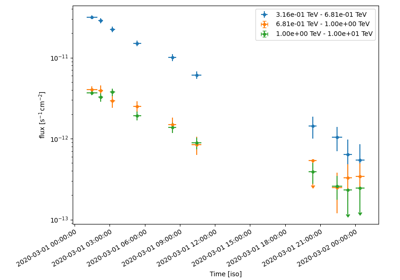 3.16e-01 TeV - 6.81e-01 TeV
6.81e-01 TeV - 1.00e+00 TeV
1.00e+00 TeV - 1.00e+01 TeV
flux [s⁻¹ cm⁻²]
10⁻¹¹
10⁻¹²
10⁻¹³
2020-03-01 00:00:00
2020-03-01 03:00:00
2020-03-01 06:00:00
2020-03-01 09:00:00
2020-03-01 12:00:00
2020-03-01 15:00:00
2020-03-01 18:00:00
2020-03-01 21:00:00
2020-03-02 00:00:00
Time [iso]